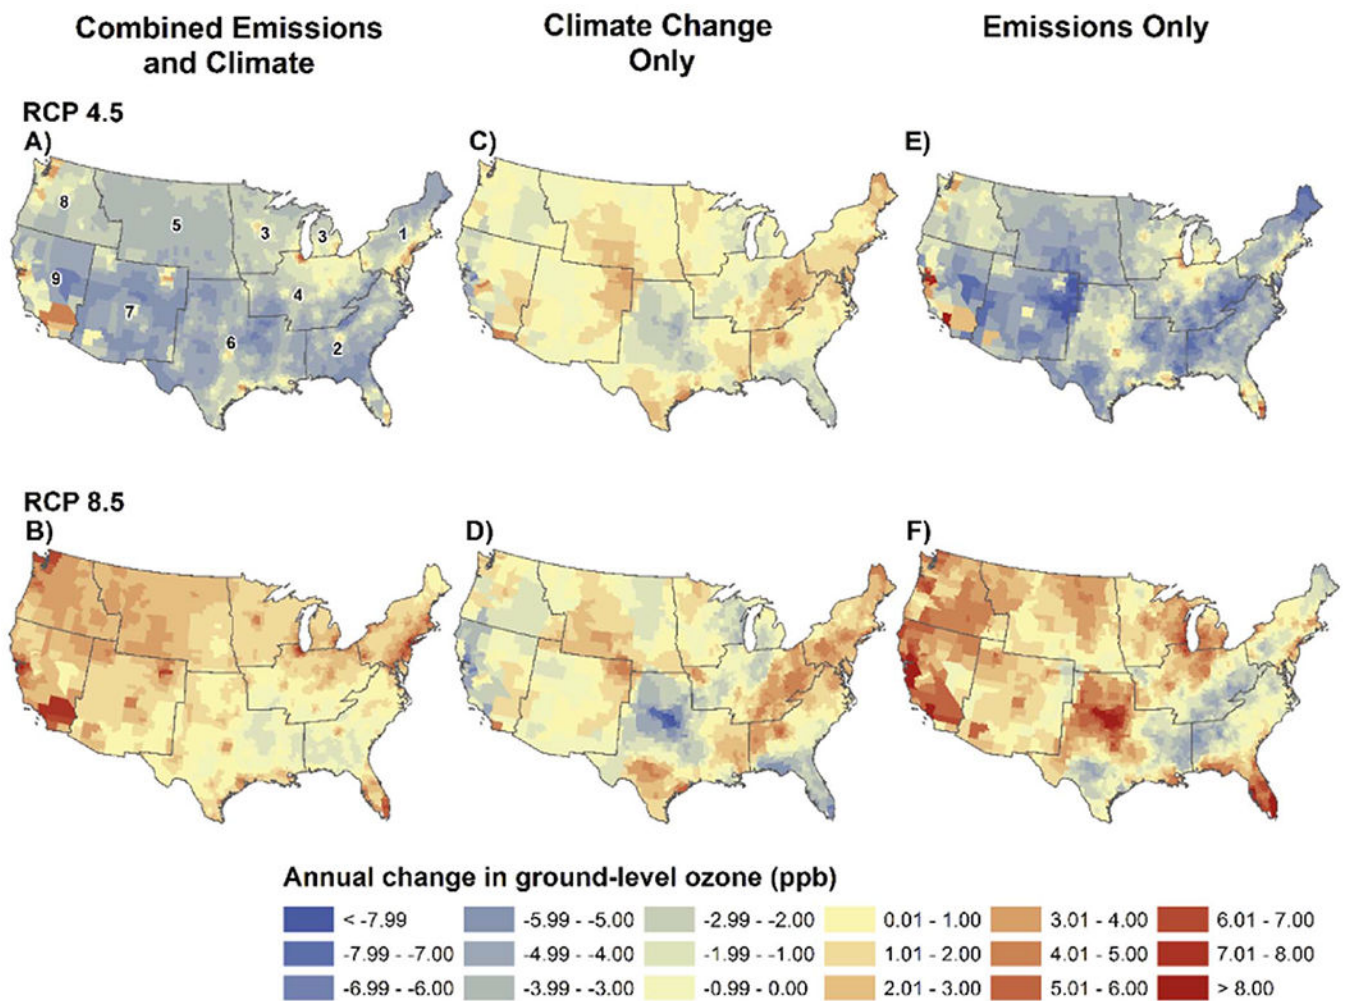 Combined Emissions
and Climate
Climate Change
Only
Emissions Only
RCP 4.5
A)
C)
E)
8
5
3
3
1
9
7
4
6
2
RCP 8.5
B)
D)
F)
Annual change in ground-level ozone (ppb)
< -7.99
-5.99 - -5.00
-2.99 - -2.00
0.01 - 1.00
3.01 - 4.00
6.01 - 7.00
-7.99 - -7.00
-4.99 - -4.00
-1.99 - -1.00
1.01 - 2.00
4.01 - 5.00
7.01 - 8.00
-6.99 - -6.00
-3.99 - -3.00
-0.99 - 0.00
2.01 - 3.00
5.01 - 6.00
> 8.00